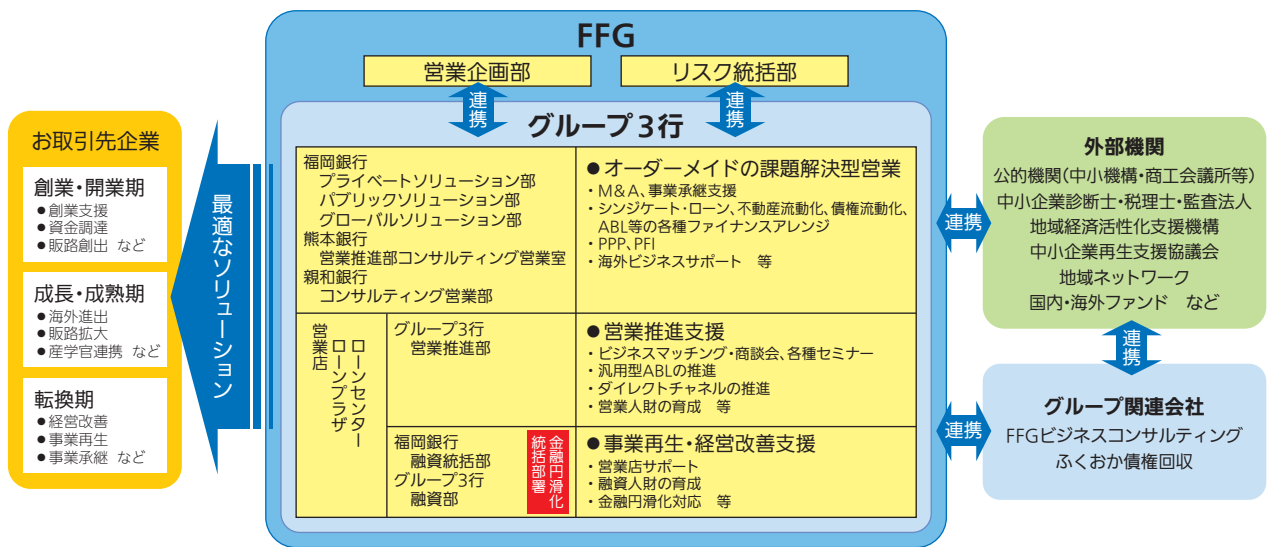 FFG
営業企画部
リスク統括部
連携
連携
グループ3行
お取引先企業
創業・開業期
●創業支援
●資金調達
●販路創出 など
成長・成熟期
●海外進出
●販路拡大
●産学官連携 など
転換期
●経営改善
●事業再生
●事業承継 など
最適なソリューション
福岡銀行
プライベートソリューション部
パブリックソリューション部
グローバルソリューション部
熊本銀行
営業推進部コンサルティング営業室
親和銀行
コンサルティング営業部
●オーダーメイドの課題解決型営業
・M&A、事業承継支援
・シンジケート・ローン、不動産流動化、債権流動化、
ABL等の各種ファイナンスアレンジ
・PPP、PFI
・海外ビジネスサポート 等
ローンセンター
ローンプラザ
営業店
グループ3行
営業推進部
●営業推進支援
・ビジネスマッチング・商談会、各種セミナー
・汎用型ABLの推進
・ダイレクトチャネルの推進
・営業人財の育成 等
福岡銀行
融資統括部
グループ3行
融資部
金融円滑化
統括部署
●事業再生・経営改善支援
・営業店サポート
・融資人財の育成
・金融円滑化対応 等
連携
連携
外部機関
公的機関(中小機構・商工会議所等)
中小企業診断士・税理士・監査法人
地域経済活性化支援機構
中小企業再生支援協議会
地域ネットワーク
国内・海外ファンド など
連携
グループ関連会社
FFGビジネスコンサルティング
ふくおか債権回収